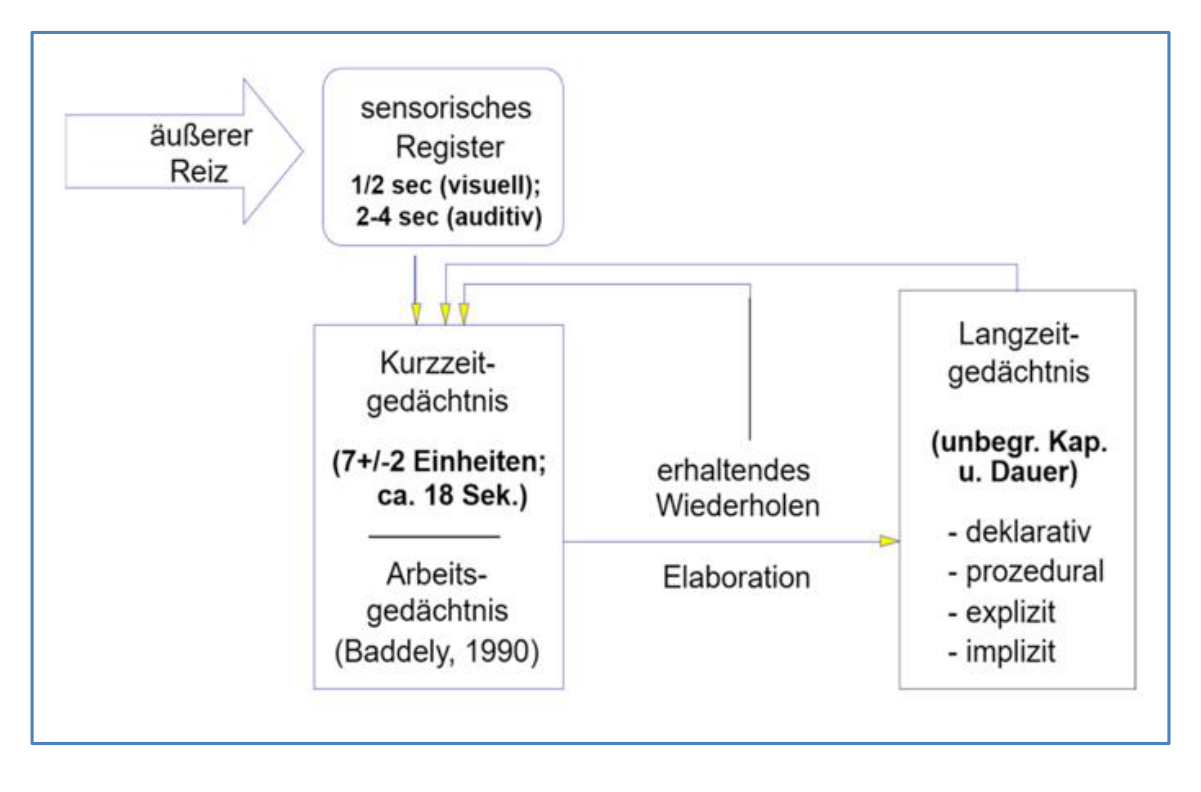 äußerer
Reiz
sensorisches
Register
1/2 sec (visuell);
2-4 sec (auditiv)
Kurzzeit-
gedächtnis
(7+/-2 Einheiten;
ca. 18 Sek.)
Arbeits-
gedächtnis
(Baddely, 1990)
erhaltendes
Wiederholen
Elaboration
Langzeit-
gedächtnis
(unbegr. Kap.
u. Dauer)
- deklarativ
- prozedural
- explizit
- implizit